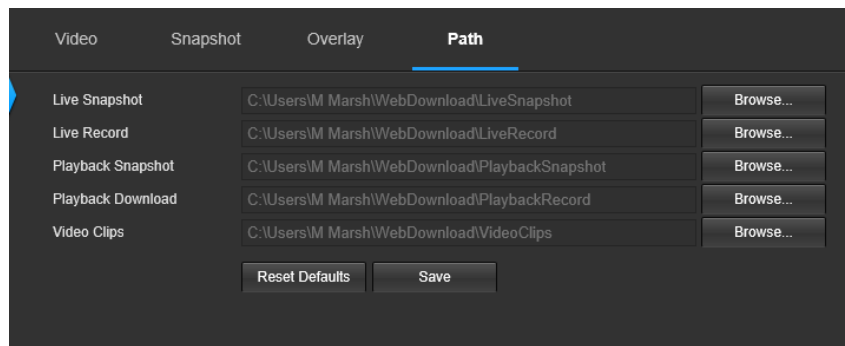 Video Snapshot Overlay Path
Live Snapshot C:\Users\M Marsh\WebDownload\LiveSnapshot Browse...
Live Record C:\Users\M Marsh\WebDownload\LiveRecord Browse...
Playback Snapshot C:\Users\M Marsh\WebDownload\PlaybackSnapshot Browse...
Playback Download C:\Users\M Marsh\WebDownload\PlaybackRecord Browse...
Video Clips C:\Users\M Marsh\WebDownload\VideoClips Browse...
Reset Defaults Save